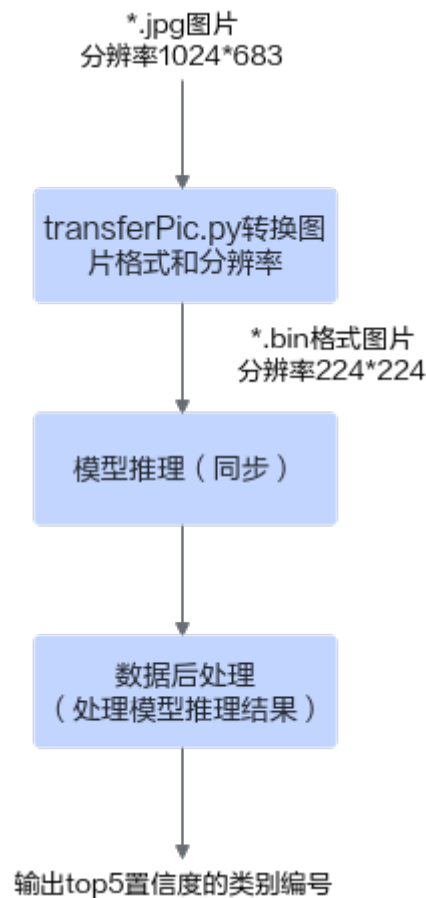 *.jpg图片
分辨率1024*683
transferPic.py转换图
片格式和分辨率
*.bin格式图片
分辨率224*224
模型推理（同步）
数据后处理
（处理模型推理结果）
输出top5置信度的类别编号